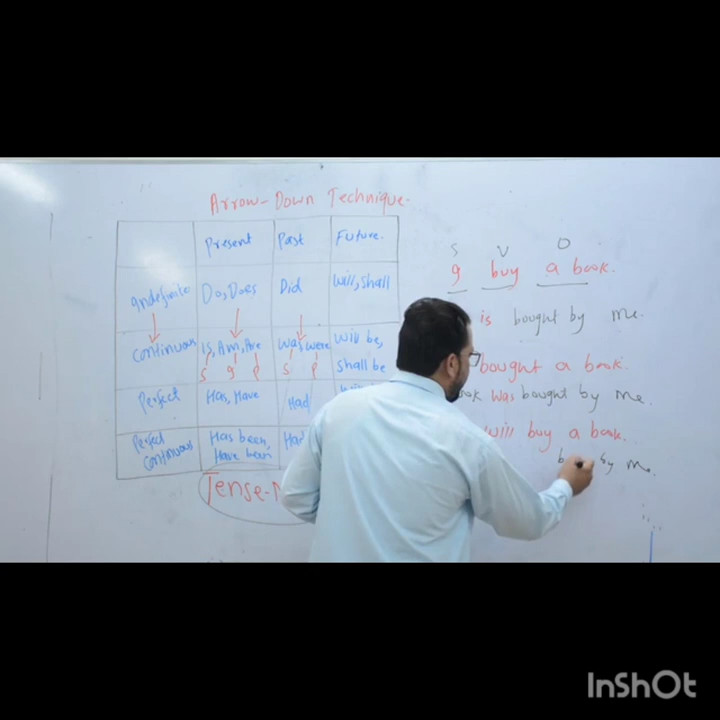 Arrow-Down Technique-
Present Past Future.
Indefinite Do, Does Did Will, Shall
Continuous Is, Am, Are Was were Will be,
shall be
S I P S P
Perfect Has, Have Had
Perfect Has been,
Continuous Have been
Tense-
S V O
I buy a book.
is bought by me.
bought a book.
ook was bought by me.
will buy a book.
by me.
InShOt